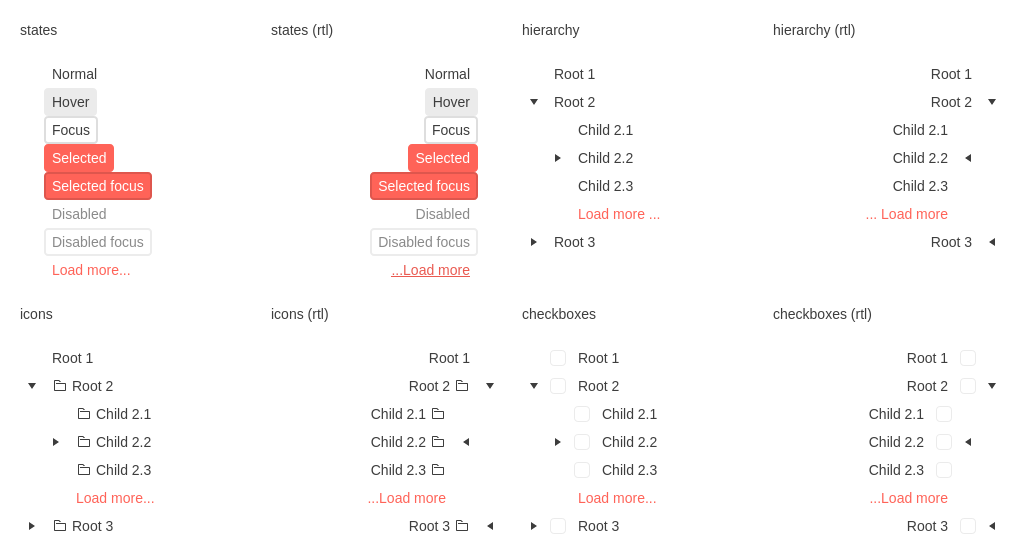 states
Normal
Hover
Focus
Selected
Selected focus
Disabled
Disabled focus
Load more...
states (rtl)
Normal
Hover
Focus
Selected
Selected focus
Disabled
Disabled focus
...Load more
hierarchy
Root 1
Root 2
Child 2.1
Child 2.2
Child 2.3
Load more ...
Root 3
hierarchy (rtl)
Root 1
Root 2
Child 2.1
Child 2.2
Child 2.3
... Load more
Root 3
icons
Root 1
Root 2
Child 2.1
Child 2.2
Child 2.3
Load more...
Root 3
icons (rtl)
Root 1
Root 2
Child 2.1
Child 2.2
Child 2.3
...Load more
Root 3
checkboxes
Root 1
Root 2
Child 2.1
Child 2.2
Child 2.3
Load more...
Root 3
checkboxes (rtl)
Root 1
Root 2
Child 2.1
Child 2.2
Child 2.3
...Load more
Root 3